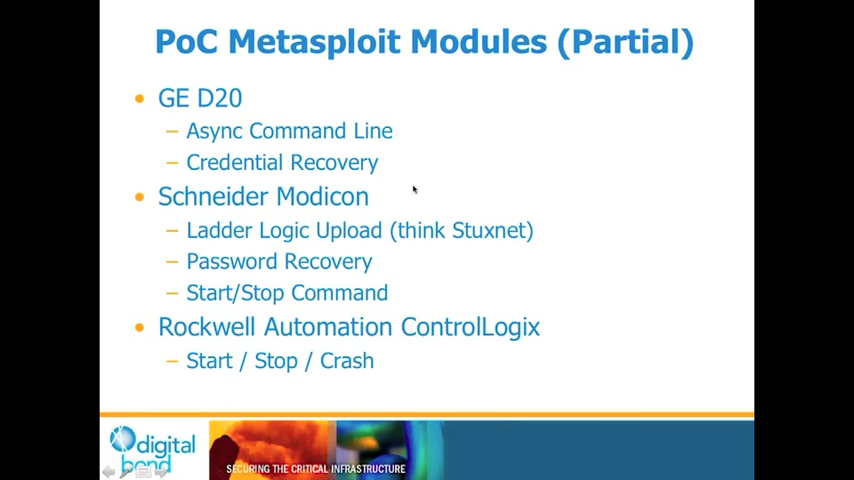 PoC Metasploit Modules (Partial)
• GE D20
– Async Command Line
– Credential Recovery
• Schneider Modicon
– Ladder Logic Upload (think Stuxnet)
– Password Recovery
– Start/Stop Command
• Rockwell Automation ControlLogix
– Start / Stop / Crash
digital
bond
SECURING THE CRITICAL INFRASTRUCTURE